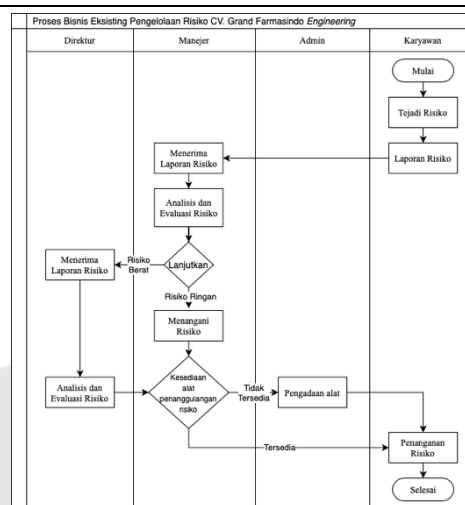 Proses Bisnis Eksisting Pengelolaan Risiko CV. Grand Farmasindo Engineering
Direktur
Manejer
Admin
Karyawan
Mulai
Tejadi Risiko
Laporan Risiko
Menerima
Laporan Risiko
Analisis dan
Evaluasi Risiko
Lanjutkan
Risiko
Berat
Menerima
Laporan Risiko
Risiko Ringan
Menangani
Risiko
Analisis dan
Evaluasi Risiko
Kesediaan
alat
penanggulangan
risiko
Tidak
Tersedia
Pengadaan alat
Tersedia
Penanganan
Risiko
Selesai